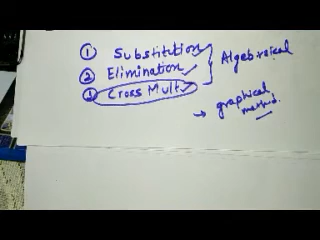 ① Substitution
② Elimination
③ Cross Mult
Algebraical
→ graphical
method.